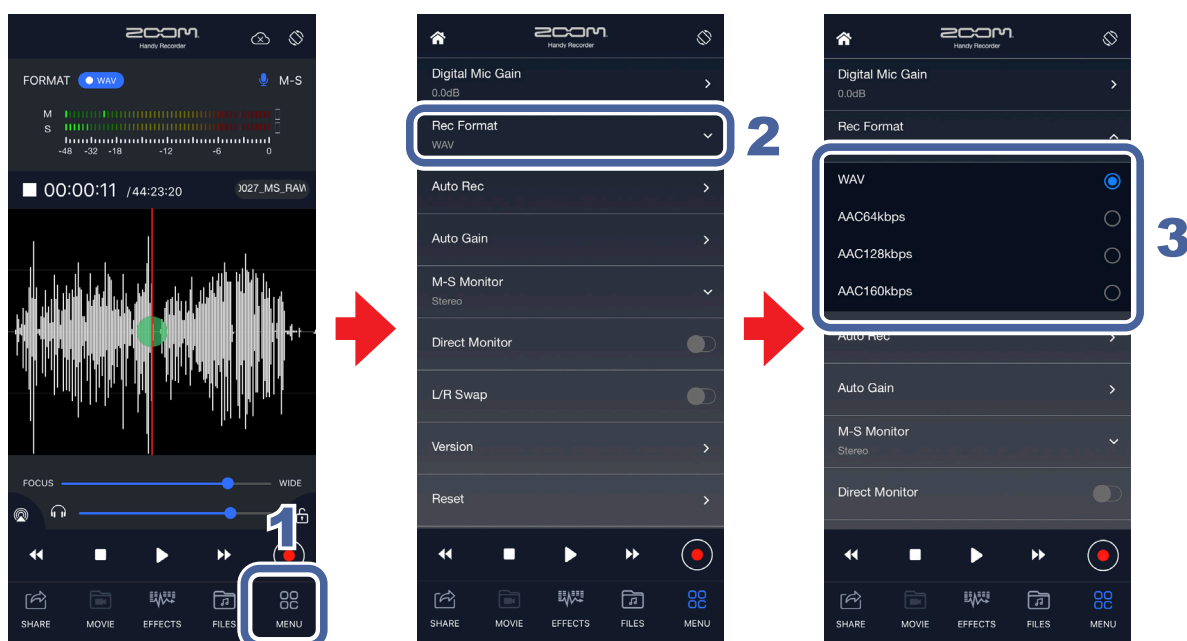 ZOOM
Handy Recorder
FORMAT WAV M-S
M
S
-48 -32 -18 -12 -6 0
00:00:11 /44:23:20 0027_MS_RAW
FOCUS WIDE
1
SHARE MOVIE EFFECTS FILES MENU
ZOOM
Handy Recorder
Digital Mic Gain
0.0dB
Rec Format
WAV
2
Auto Rec
Auto Gain
M-S Monitor
Stereo
Direct Monitor
L/R Swap
Version
Reset
SHARE MOVIE EFFECTS FILES MENU
ZOOM
Handy Recorder
Digital Mic Gain
0.0dB
Rec Format
WAV
AAC64kbps
AAC128kbps
AAC160kbps
3
Auto Rec
Auto Gain
M-S Monitor
Stereo
Direct Monitor
SHARE MOVIE EFFECTS FILES MENU